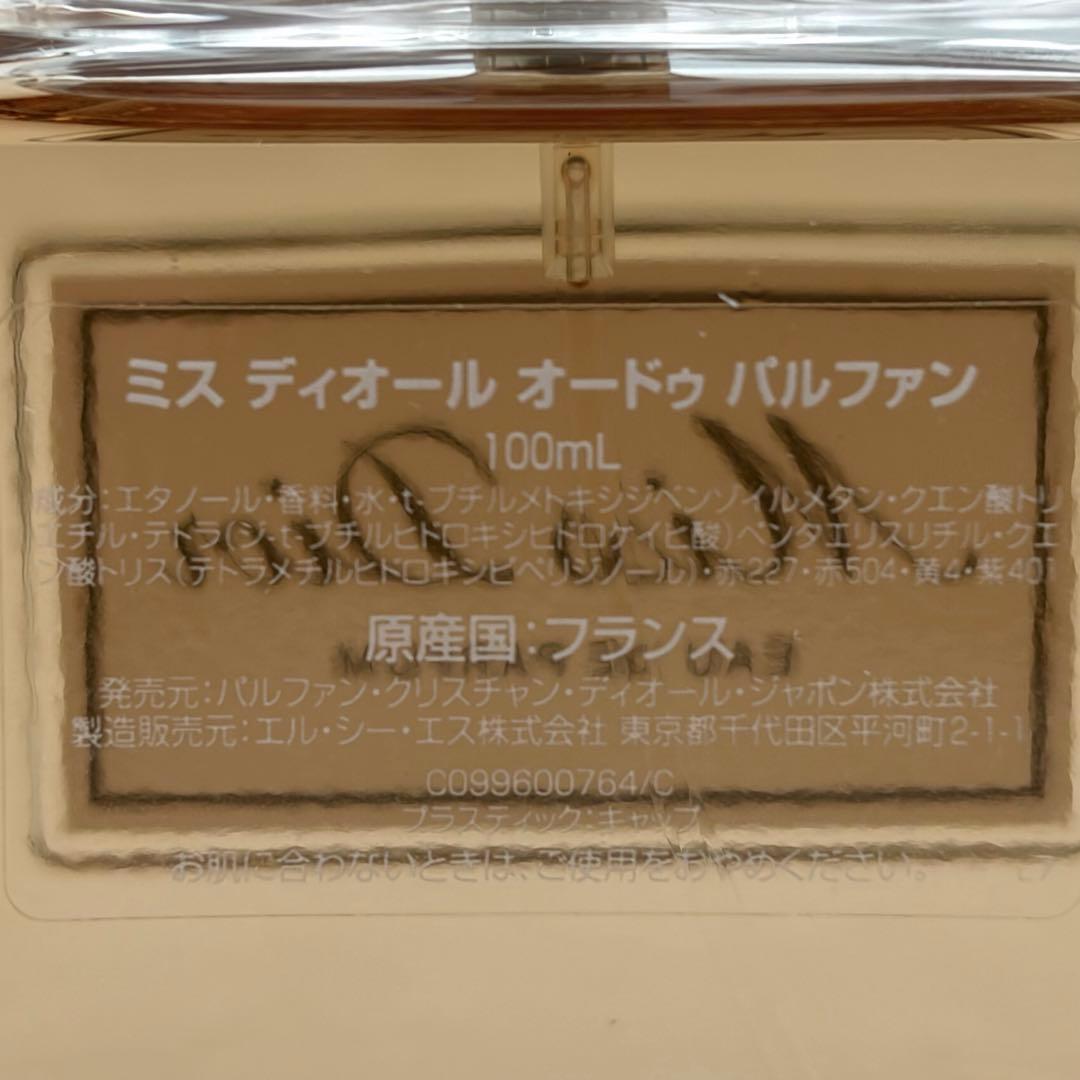 ミス ディオール オードゥ パルファン
100mL
成分:エタノール・香料・水・t-ブチルメトキシジベンゾイルメタン・クエン酸トリ
エチル・テトラ(ジ-t-ブチルヒドロキシヒドロケイヒ酸)ペンタエリスリチル・クエ
ン酸トリス(テトラメチルヒドロキシピペリジノール)・赤227・赤504・黄4・紫401
原産国:フランス
発売元:パルファン・クリスチャン・ディオール・ジャポン株式会社
製造販売元:エル・シー・エス株式会社 東京都千代田区平河町2-1-1
C099600764/C
プラスティック:キャップ
お肌に合わないときは、ご使用をおやめください。
Miss Dior
EAU DE PARFUM